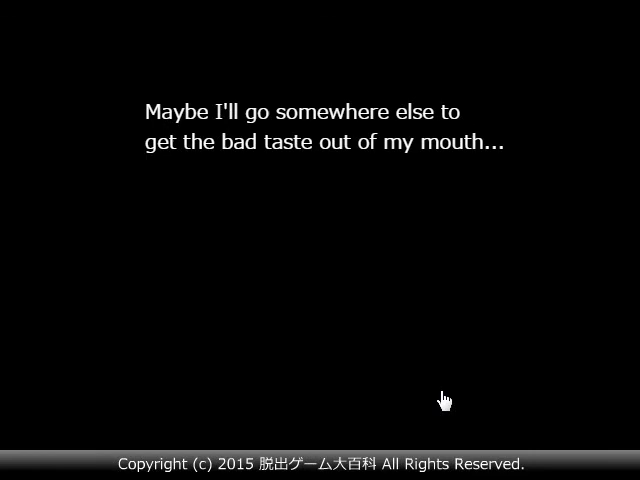 Maybe I'll go somewhere else to
get the bad taste out of my mouth...
Copyright (c) 2015 脱出ゲーム大百科 All Rights Reserved.